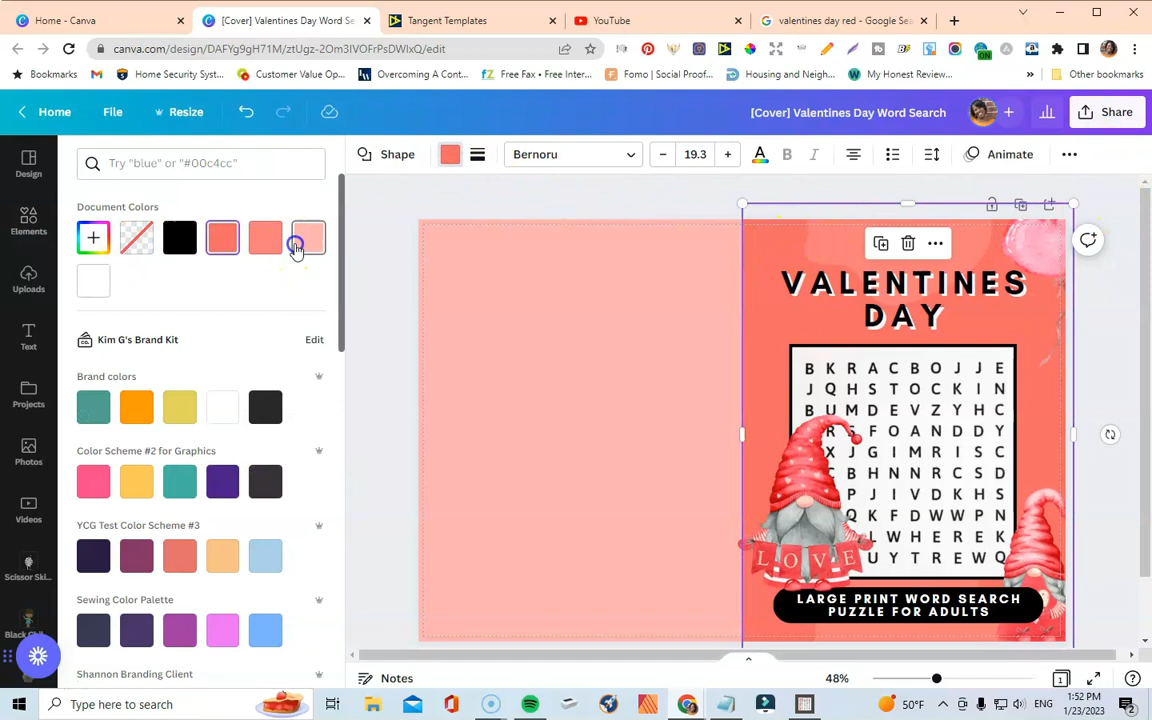 Home - Canva
[Cover] Valentines Day Word Se
Tangent Templates
YouTube
valentines day red - Google Sea
canva.com/design/DAFYg9gH71M/ztUgz-2Om3IVOFrPsDWlxQ/edit
Bookmarks
Home Security Syst...
Customer Value Op...
Overcoming A Cont...
Free Fax • Free Inter...
Fomo | Social Proof...
Housing and Neigh...
My Honest Review...
Other bookmarks
Home
File
Resize
[Cover] Valentines Day Word Search
Share
Try "blue" or "#00c4cc"
Shape
Bernoru
19.3
Animate
Design
Elements
Uploads
Text
Projects
Photos
Videos
Scissor Ski...
Document Colors
Kim G's Brand Kit
Edit
Brand colors
Color Scheme #2 for Graphics
YCG Test Color Scheme #3
Sewing Color Palette
Shannon Branding Client
VALENTINES
DAY
B K R A C B O J J E
J Q H S T O C K I N
B U M D E V Z Y H C
R S F O A N D D Y
X J G I M R I S C
C B H N N R C S D
P J I V D K H S
Q K F D W W P N
L W H E R E K
U Y T R E W Q
LOVE
LARGE PRINT WORD SEARCH
PUZZLE FOR ADULTS
Notes
48%
1
Type here to search
50°F
ENG
1:52 PM
1/23/2023
2